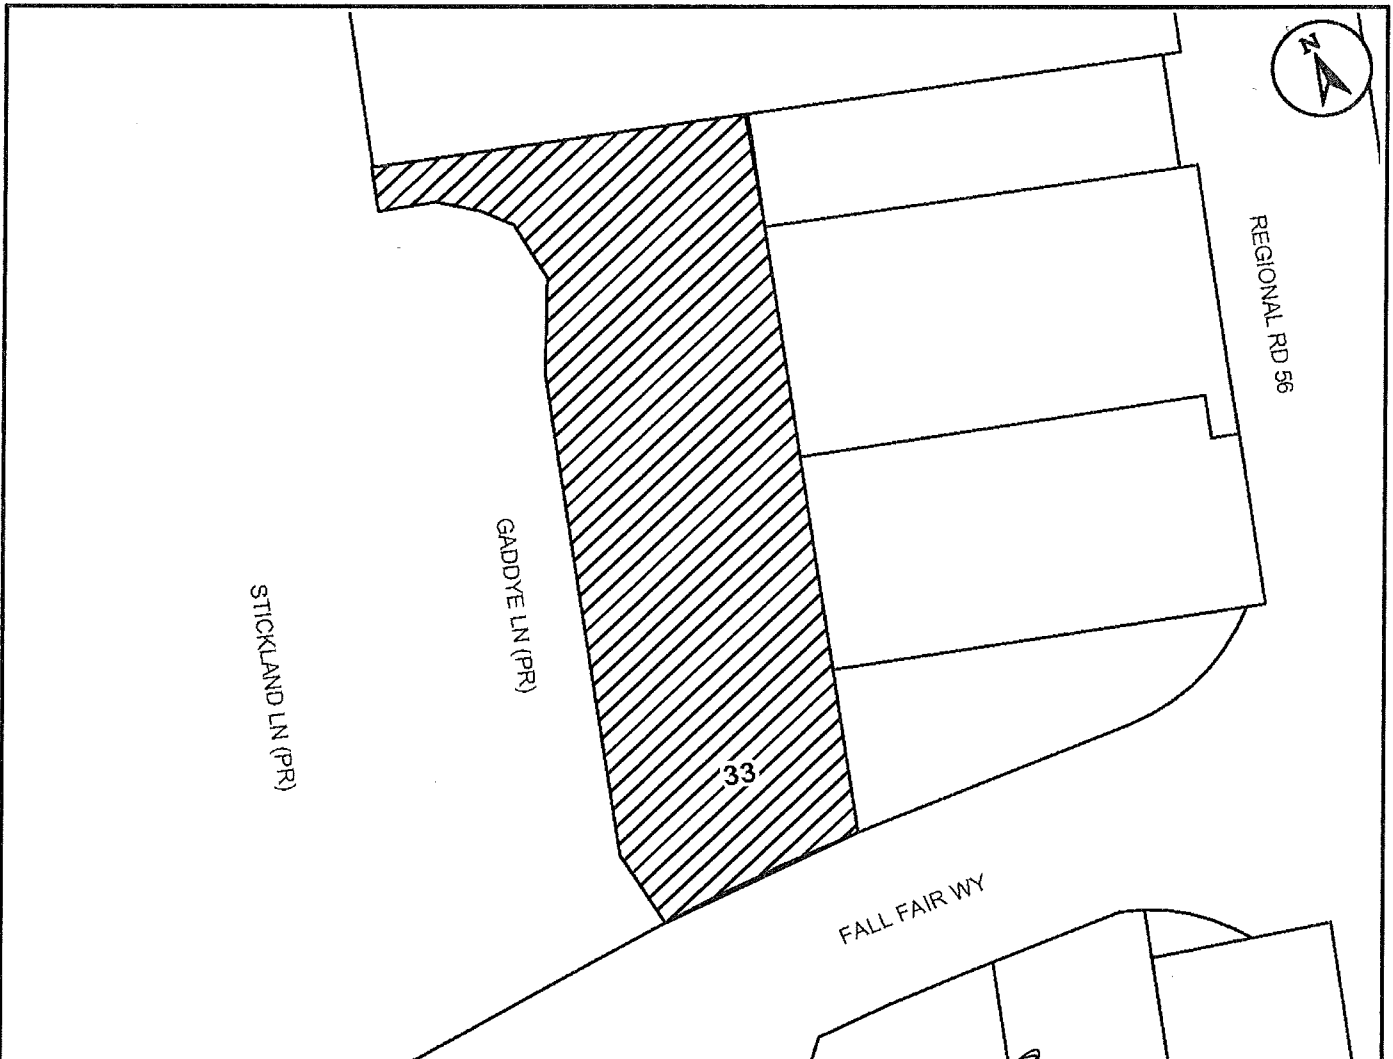 N
REGIONAL RD 56
GADDYE LN (PR)
STICKLAND LN (PR)
33
FALL FAIR WY